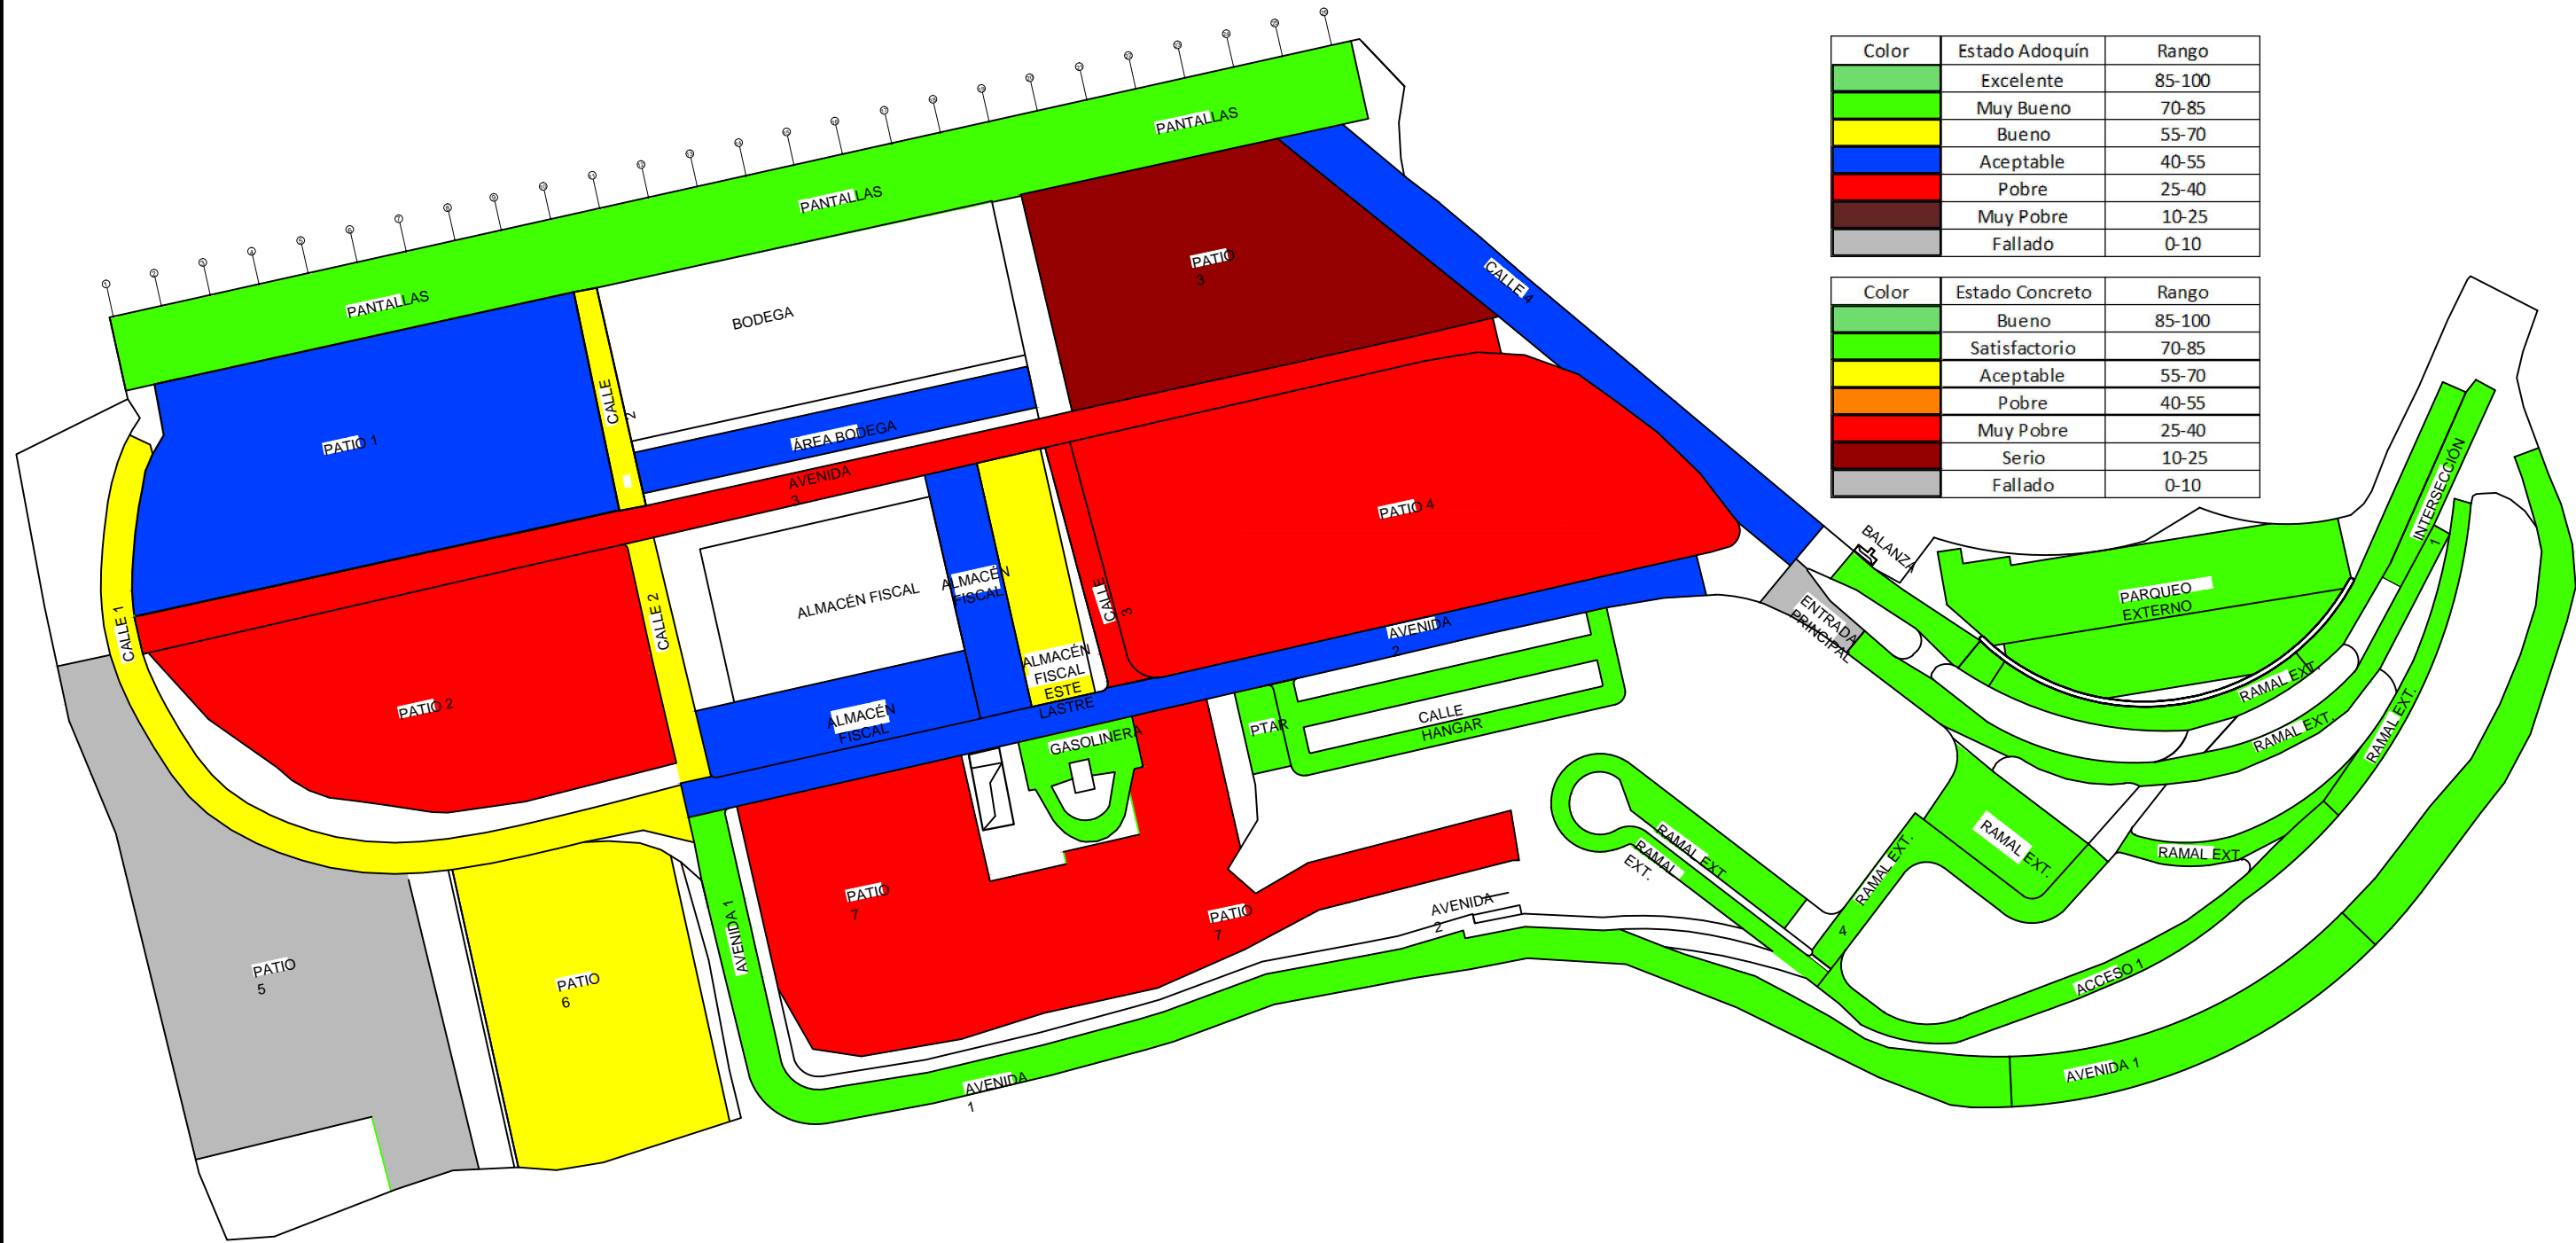 Color Estado Adoquín Rango
Excelente 85-100
Muy Bueno 70-85
Bueno 55-70
Aceptable 40-55
Pobre 25-40
Muy Pobre 10-25
Fallado 0-10
Color Estado Concreto Rango
Bueno 85-100
Satisfactorio 70-85
Aceptable 55-70
Pobre 40-55
Muy Pobre 25-40
Serio 10-25
Fallado 0-10
PANTALLAS
PANTALLAS
PANTALLAS
PATIO
3
CALLE 4
BODEGA
PATIO 1
CALLE
2
ÁREA BODEGA
AVENIDA
3
PATIO 4
ALMACÉN FISCAL
ALMACÉN
FISCAL
CALLE
3
CALLE 1
CALLE 2
PATIO 2
ALMACÉN
FISCAL
ESTE
LASTRE
ALMACÉN
FISCAL
AVENIDA
2
GASOLINERA
PTAR
CALLE
HANGAR
BALANZA
ENTRADA
PRINCIPAL
PARQUEO
EXTERNO
INTERSECCIÓN
1
RAMAL EXT.
RAMAL EXT.
RAMAL EXT.
RAMAL EXT.
RAMAL EXT.
RAMAL EXT.
4
RAMAL EXT
RAMAL
EXT.
PATIO
7
PATIO
7
AVENIDA
2
AVENIDA 1
PATIO
5
PATIO
6
ACCESO 1
AVENIDA 1
AVENIDA
1